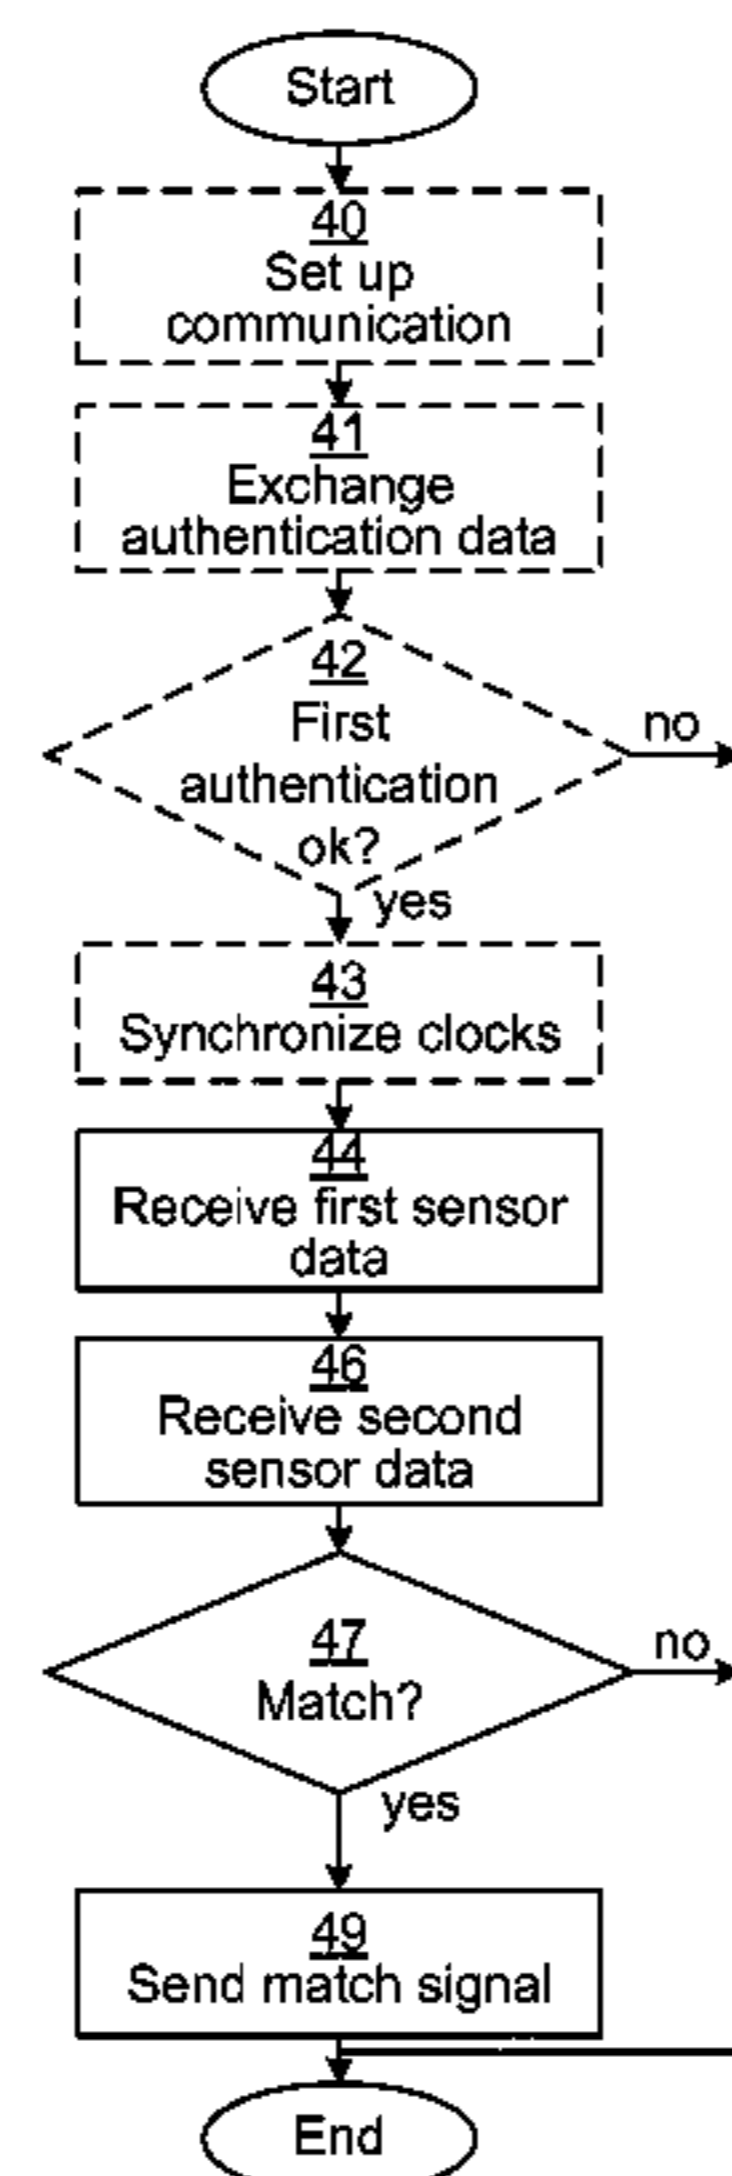 Start
40
Set up
communication
41
Exchange
authentication data
42
First
authentication
ok?
no
yes
43
Synchronize clocks
44
Receive first sensor
data
46
Receive second
sensor data
47
Match?
no
yes
49
Send match signal
End